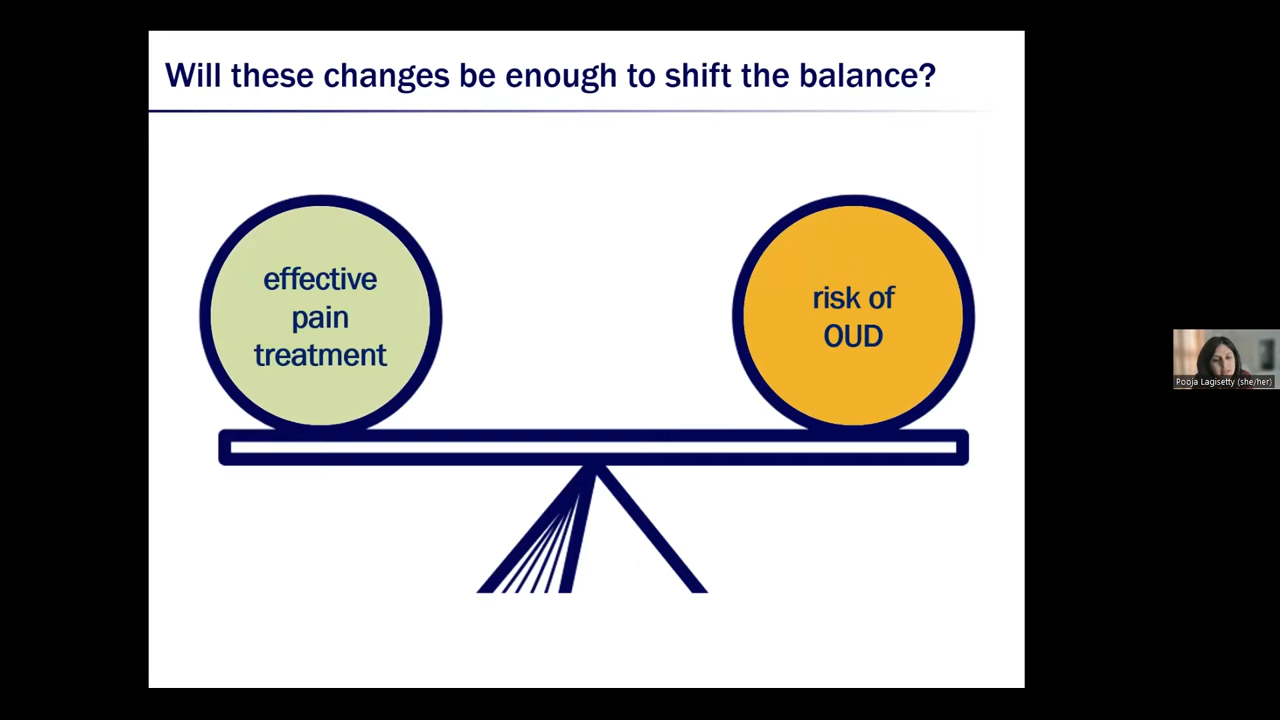 Will these changes be enough to shift the balance?
effective
pain
treatment
risk of
OUD
Pooja Lagisetty (she/her)